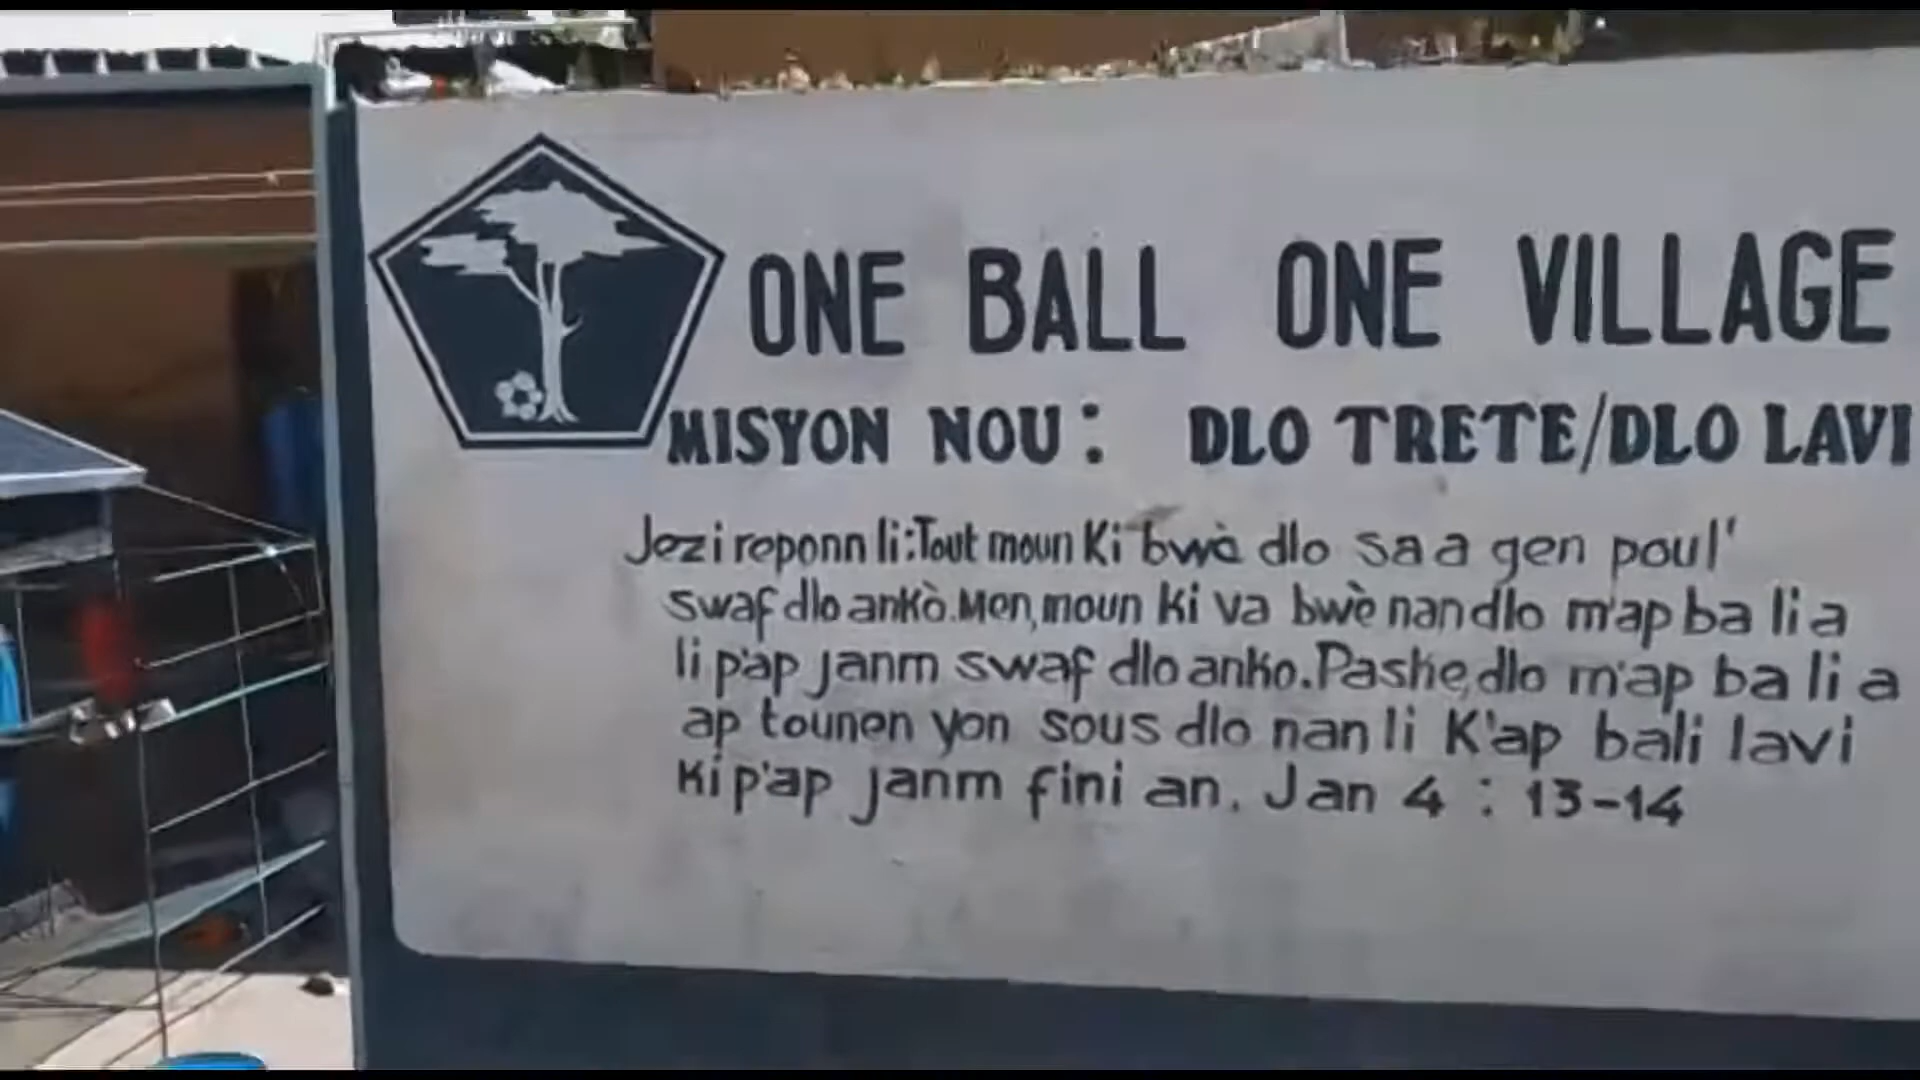 ONE BALL ONE VILLAGE
MISYON NOU: DLO TRETE/DLO LAVI
Jezi reponn li: Tout moun Ki bwè dlo sa a gen poul'
swaf dlo ankò. Men, moun ki va bwè nan dlo m'ap ba li a
li p'ap janm swaf dlo anko. Paske, dlo m'ap ba li a
ap tounen yon sous dlo nan li K'ap bali lavi
Ki p'ap janm fini an. Jan 4 : 13-14